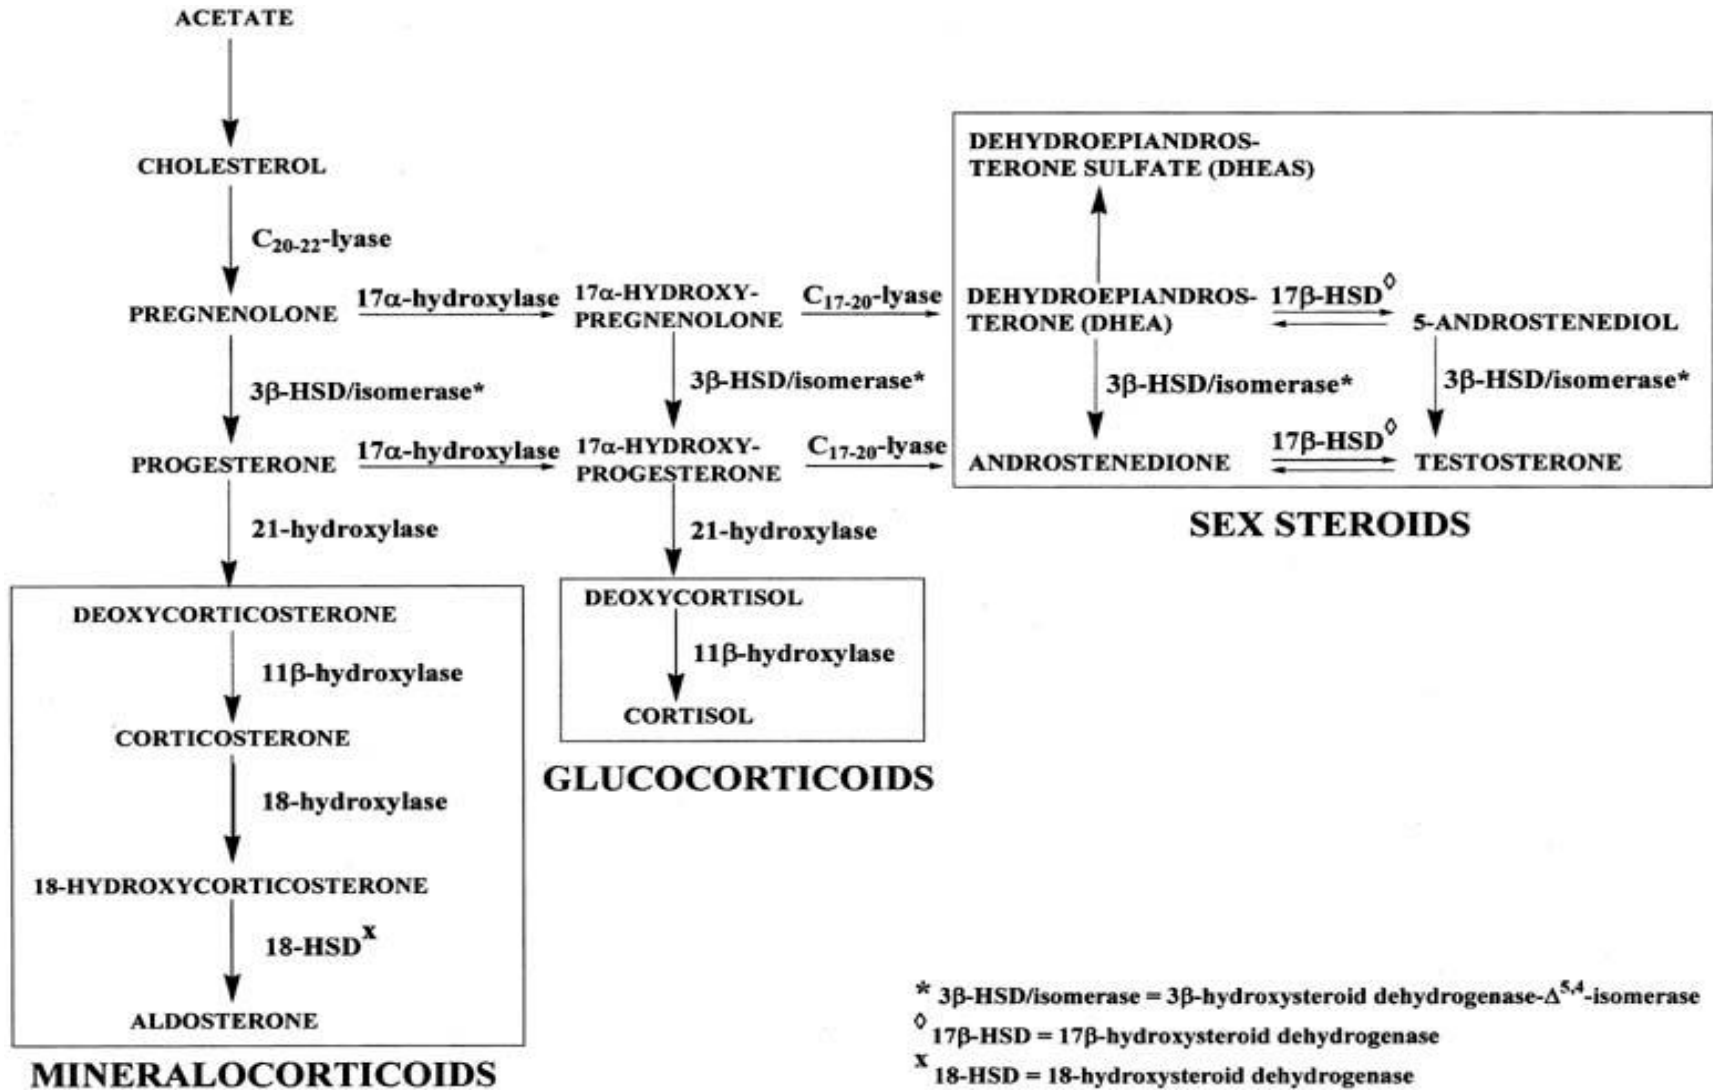 ACETATE
CHOLESTEROL
C20-22-lyase
PREGNENOLONE
17α-hydroxylase
17α-HYDROXY-
PREGNENOLONE
C17-20-lyase
DEHYDROEPIANDROS-
TERONE SULFATE (DHEAS)
DEHYDROEPIANDROS-
TERONE (DHEA)
17β-HSD◊
5-ANDROSTENEDIOL
3β-HSD/isomerase*
3β-HSD/isomerase*
3β-HSD/isomerase*
3β-HSD/isomerase*
PROGESTERONE
17α-hydroxylase
17α-HYDROXY-
PROGESTERONE
C17-20-lyase
ANDROSTENEDIONE
17β-HSD◊
TESTOSTERONE
SEX STEROIDS
21-hydroxylase
21-hydroxylase
DEOXYCORTICOSTERONE
11β-hydroxylase
CORTICOSTERONE
18-hydroxylase
18-HYDROXYCORTICOSTERONE
18-HSDx
ALDOSTERONE
MINERALOCORTICOIDS
DEOXYCORTISOL
11β-hydroxylase
CORTISOL
GLUCOCORTICOIDS
* 3β-HSD/isomerase = 3β-hydroxysteroid dehydrogenase-Δ5,4-isomerase
◊ 17β-HSD = 17β-hydroxysteroid dehydrogenase
x 18-HSD = 18-hydroxysteroid dehydrogenase